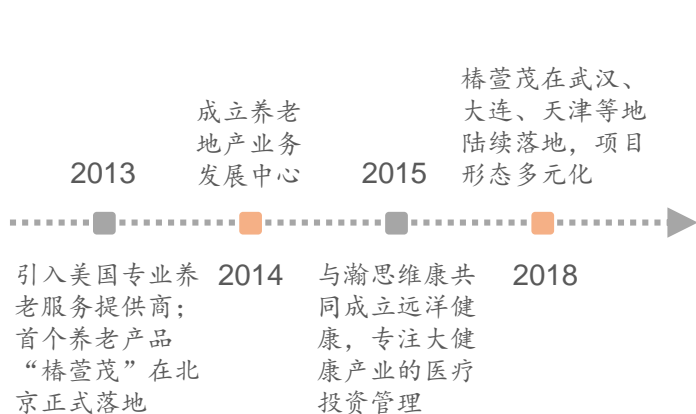 2013
引入美国专业养
老服务提供商；
首个养老产品
“椿萱茂”在北
京正式落地
成立养老
地产业务
发展中心
2014
2015
与瀚思维康共
同成立远洋健
康，专注大健
康产业的医疗
投资管理
椿萱茂在武汉、
大连、天津等地
陆续落地，项目
形态多元化
2018